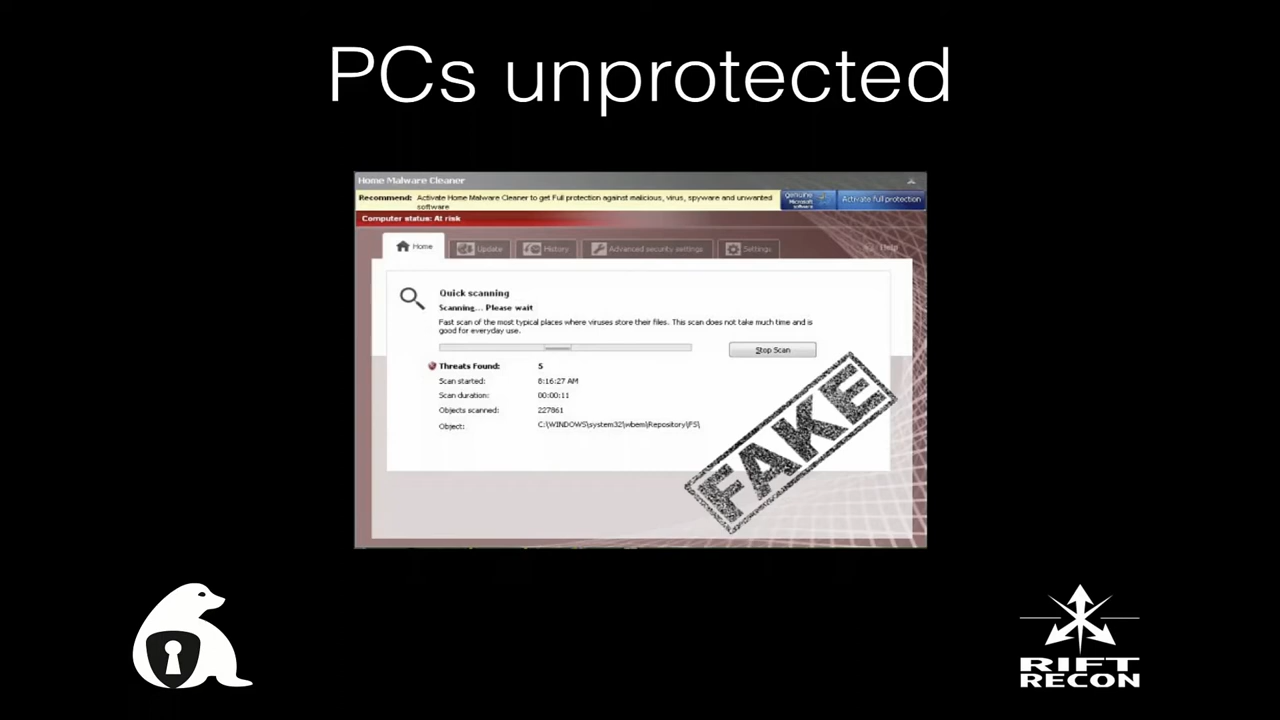 PCs unprotected
Home Malware Cleaner
Recommend: Activate Home Malware Cleaner to get Full protection against malicious, virus, spyware and unwanted
software
genuine
Microsoft
software
Activate full protection
Computer status: At risk
Home
Update
History
Advanced security settings
Settings
Help
Quick scanning
Scanning... Please wait
Fast scan of the most typical places where viruses store their files. This scan does not take much time and is
good for everyday use.
Stop Scan
Threats Found: 5
Scan started: 8:16:27 AM
Scan duration: 00:00:11
Objects scanned: 227861
Object: C:\WINDOWS\system32\wbem\Repository\FS\
FAKE
RIFT
RECON